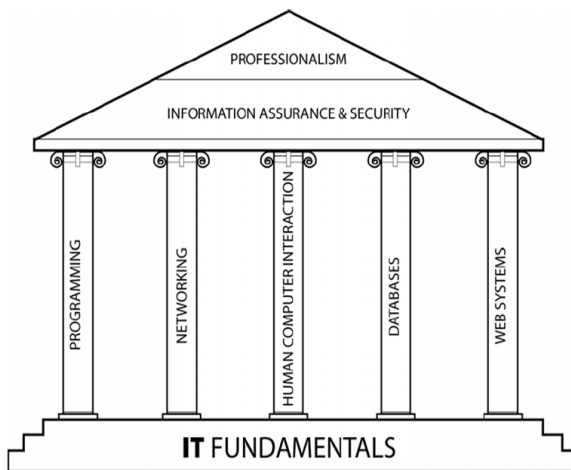 PROFESSIONALISM
INFORMATION ASSURANCE & SECURITY
PROGRAMMING
NETWORKING
HUMAN COMPUTER INTERACTION
DATABASES
WEB SYSTEMS
IT FUNDAMENTALS